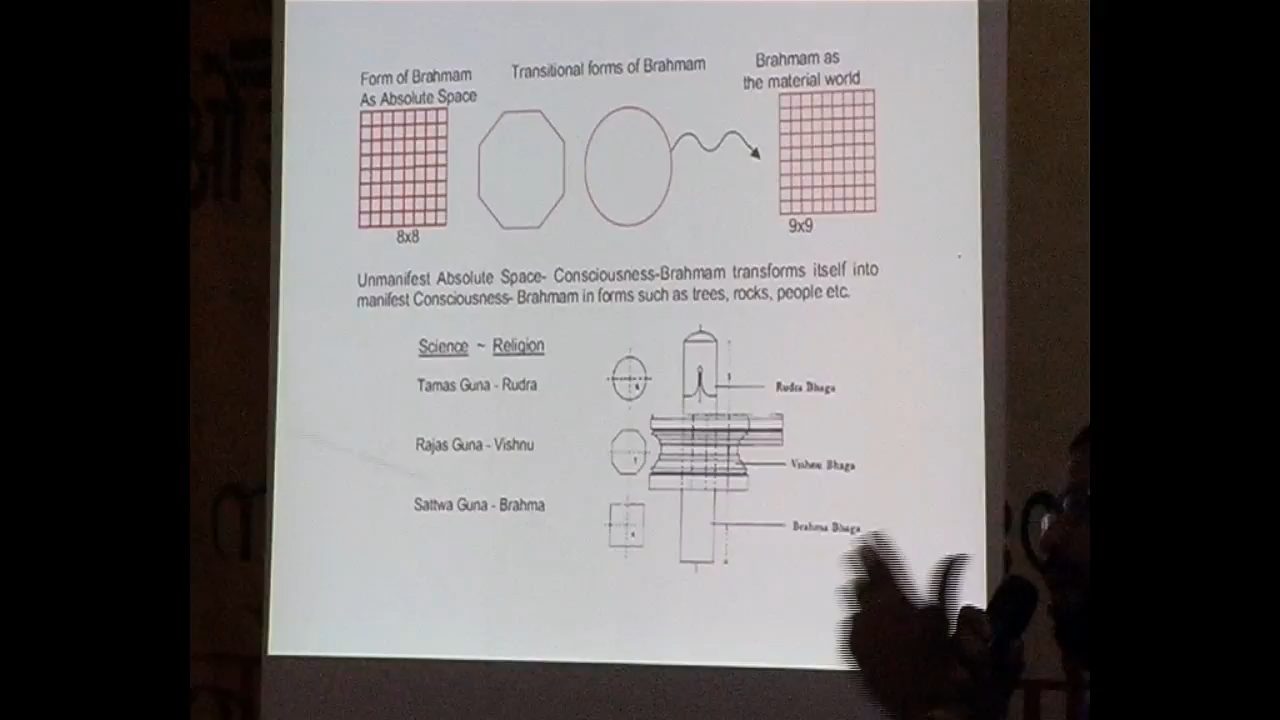 Form of Brahmam
As Absolute Space
Transitional forms of Brahmam
Brahmam as
the material world
8x8
9x9
Unmanifest Absolute Space- Consciousness-Brahmam transforms itself into
manifest Consciousness- Brahmam in forms such as trees, rocks, people etc.
Science ~ Religion
Tamas Guna - Rudra
Rajas Guna - Vishnu
Sattwa Guna - Brahma
Rudra Bhaga
Vishnu Bhaga
Brahma Bhaga